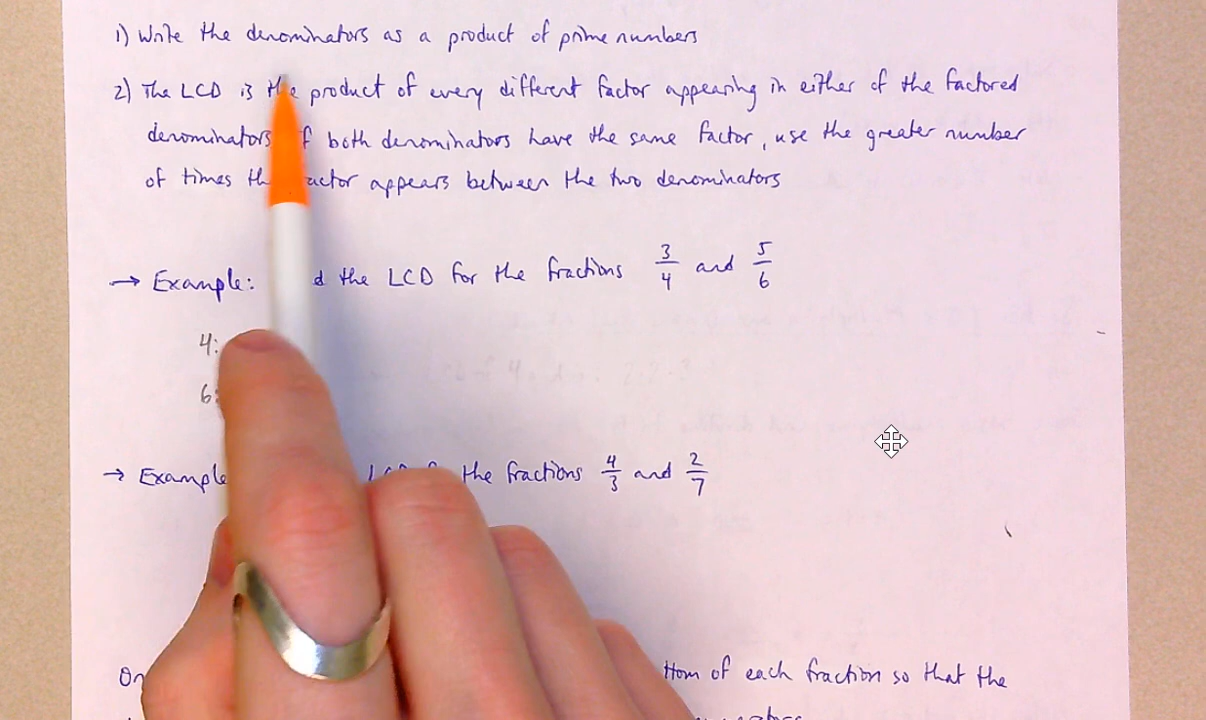 1) Write the denominators as a product of prime numbers
2) The LCD is the product of every different factor appearing in either of the factored
denominators both denominators have the same factor, use the greater number
of times appears between the two denominators
→ Example: the LCD for the fractions 3/4 and 5/6
4:
6:
→ Example the fractions 4/3 and 2/7
of each fraction so that the